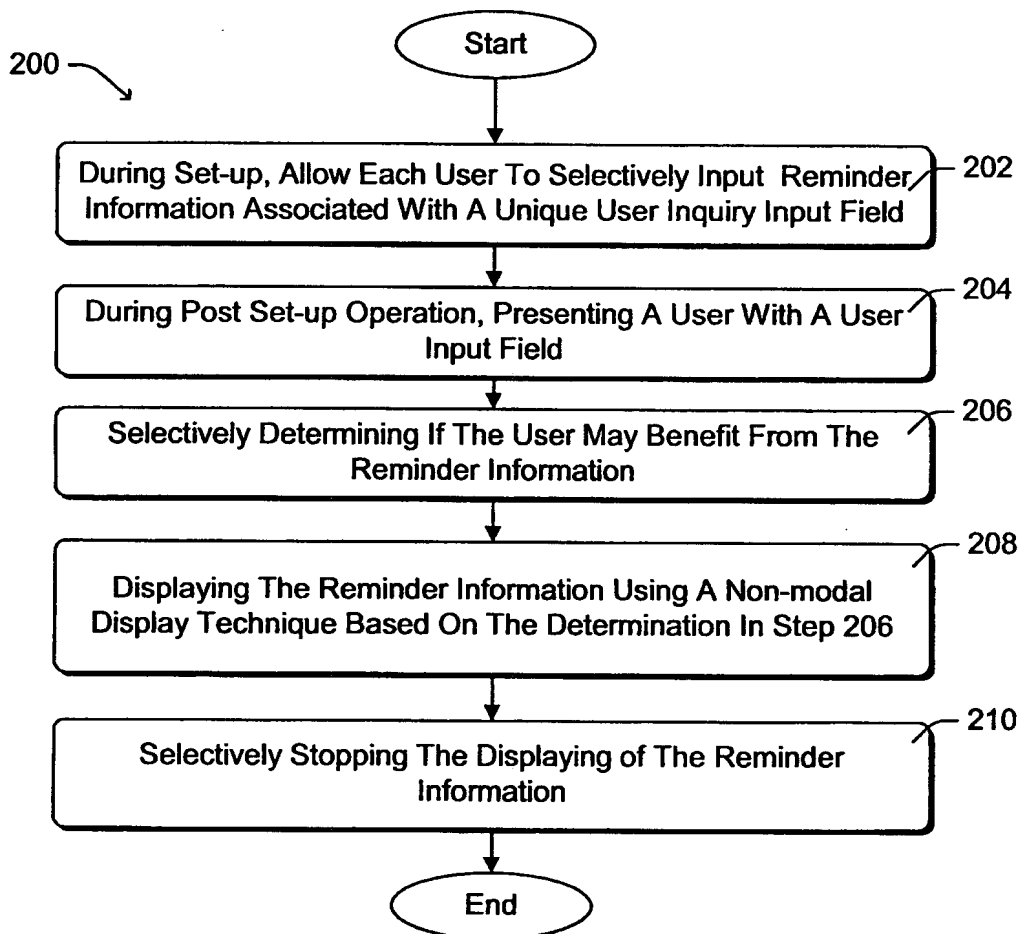 Start
200
During Set-up, Allow Each User To Selectively Input Reminder
Information Associated With A Unique User Inquiry Input Field
202
During Post Set-up Operation, Presenting A User With A User
Input Field
204
Selectively Determining If The User May Benefit From The
Reminder Information
206
Displaying The Reminder Information Using A Non-modal
Display Technique Based On The Determination In Step 206
208
Selectively Stopping The Displaying of The Reminder
Information
210
End